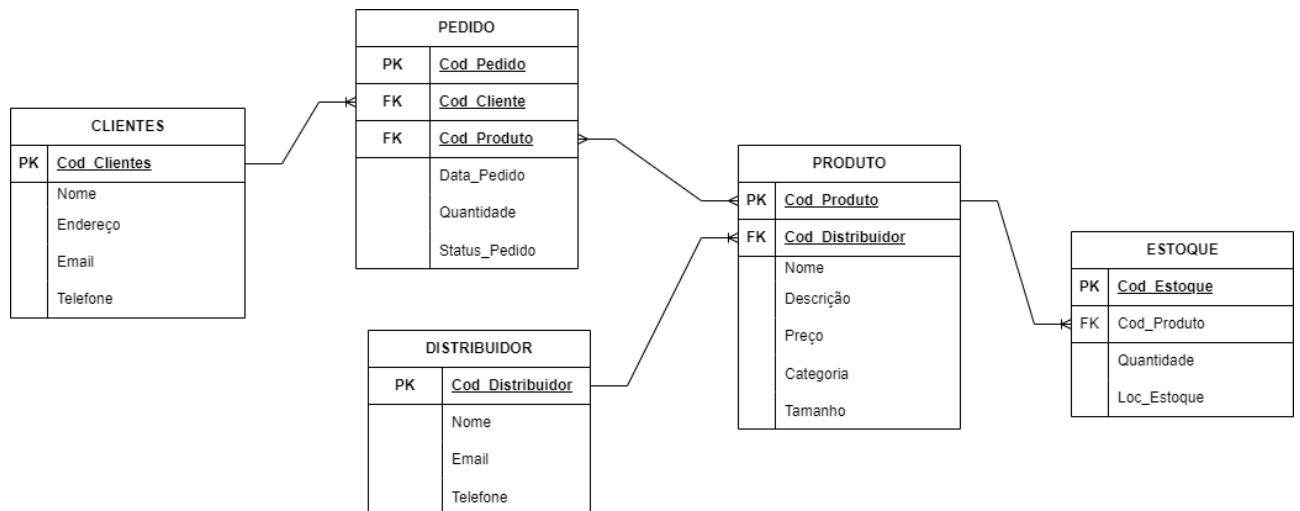 PEDIDO
PK Cod_Pedido
FK Cod_Cliente
FK Cod_Produto
Data_Pedido
Quantidade
Status_Pedido
CLIENTES
PK Cod_Clientes
Nome
Endereço
Email
Telefone
PRODUTO
PK Cod_Produto
FK Cod_Distribuidor
Nome
Descrição
Preço
Categoria
Tamanho
ESTOQUE
PK Cod_Estoque
FK Cod_Produto
Quantidade
Loc_Estoque
DISTRIBUIDOR
PK Cod_Distribuidor
Nome
Email
Telefone